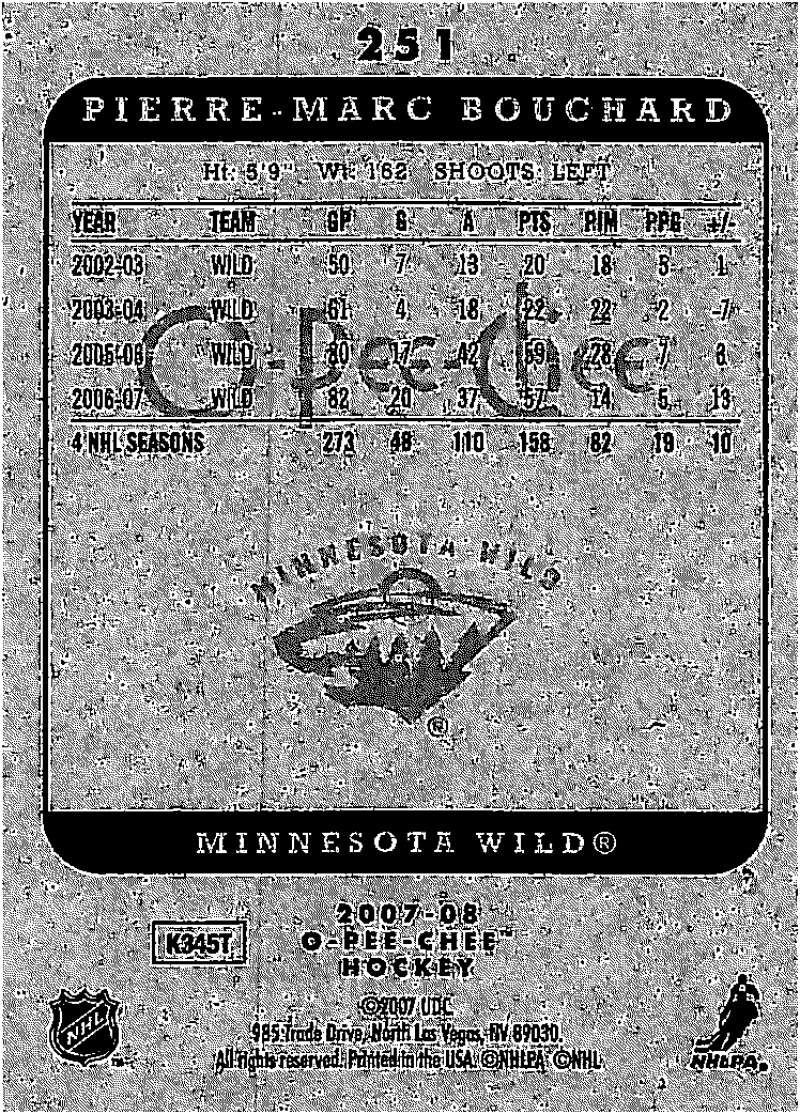 251
PIERRE-MARC BOUCHARD
Ht: 5'9" Wt: 162 SHOOTS: LEFT
YEAR TEAM GP G A PTS PIM PPG +/-
2002-03 WILD 50 7 13 20 18 5 1
2003-04 WILD 61 4 18 22 22 2 -7
2005-06 WILD 80 17 42 59 28 7 3
2006-07 WILD 82 20 37 57 14 5 13
4 NHL SEASONS 273 48 110 158 82 19 10
O-Pee-Chee
MINNESOTA WILD
®
MINNESOTA WILD®
2007-08
O-PEE-CHEE™
HOCKEY
K345T
©2007 UDC
985 Trade Drive, North Las Vegas, NV 89030.
All rights reserved. Printed in the USA. ©NHLPA. ©NHL
NHL ™
NHLPA®